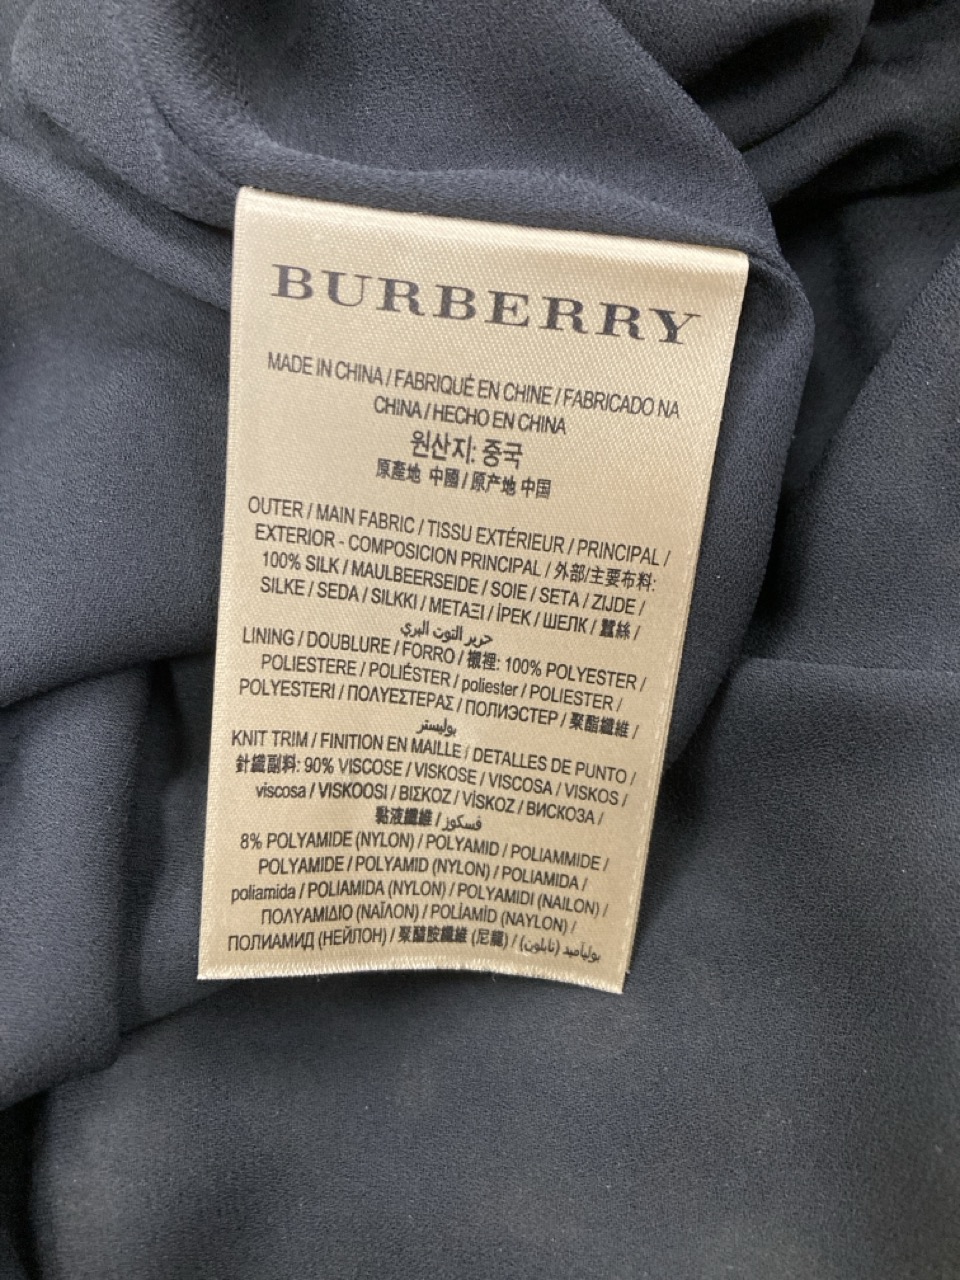 BURBERRY
MADE IN CHINA / FABRIQUÉ EN CHINE / FABRICADO NA
CHINA / HECHO EN CHINA
원산지: 중국
原產地 中國 / 原产地 中国
OUTER / MAIN FABRIC / TISSU EXTÉRIEUR / PRINCIPAL /
EXTERIOR - COMPOSICION PRINCIPAL / 外部/主要布料:
100% SILK / MAULBEERSEIDE / SOIE / SETA / ZIJDE /
SILKE / SEDA / SILKKI / ΜΕΤΑΞΙ / İPEK / ШЕЛК / 蠶絲 /
حرير التوت البري
LINING / DOUBLURE / FORRO / 襯裡: 100% POLYESTER /
POLIESTERE / POLIÉSTER / poliester / POLIESTER /
POLYESTERI / ΠΟΛΥΕΣΤΕΡΑΣ / ПОЛИЭСТЕР / 聚酯纖維 /
بوليستر
KNIT TRIM / FINITION EN MAILLE / DETALLES DE PUNTO /
針織副料: 90% VISCOSE / VISKOSE / VISCOSA / VISKOS /
viscosa / VISKOOSI / ΒΙΣΚΟΖ / VİSKOZ / ВИСКОЗА /
黏液纖維 / فسكوز
8% POLYAMIDE (NYLON) / POLYAMID / POLIAMMIDE /
POLYAMIDE / POLYAMID (NYLON) / POLIAMIDA /
poliamida / POLIAMIDA (NYLON) / POLYAMIDI (NAILON) /
ΠΟΛΥΑΜΙΔΙΟ (ΝΑΪΛΟΝ) / POLİAMİD (NAYLON) /
ПОЛИАМИД (НЕЙЛОН) / 聚醯胺纖維 (尼龍) / بولياميد (نايلون)